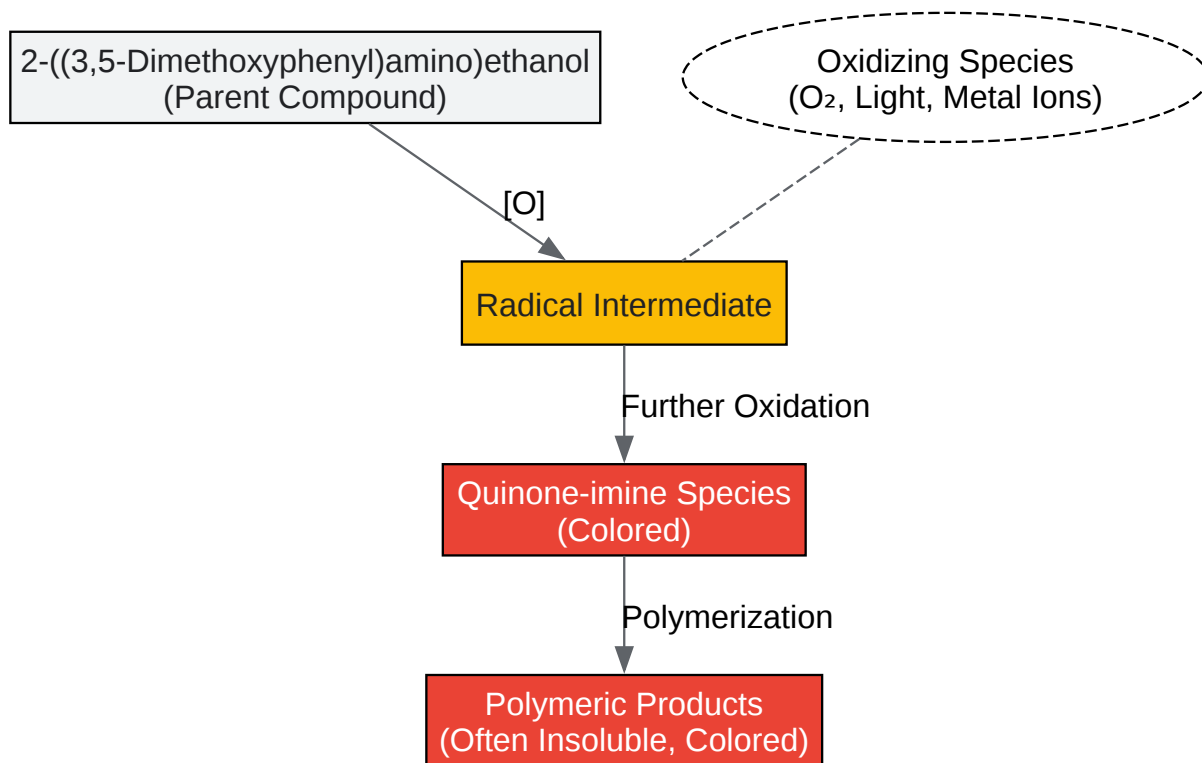 2-((3,5-Dimethoxyphenyl)amino)ethanol
(Parent Compound)
Oxidizing Species
(O₂, Light, Metal Ions)
[O]
Radical Intermediate
Further Oxidation
Quinone-imine Species
(Colored)
Polymerization
Polymeric Products
(Often Insoluble, Colored)